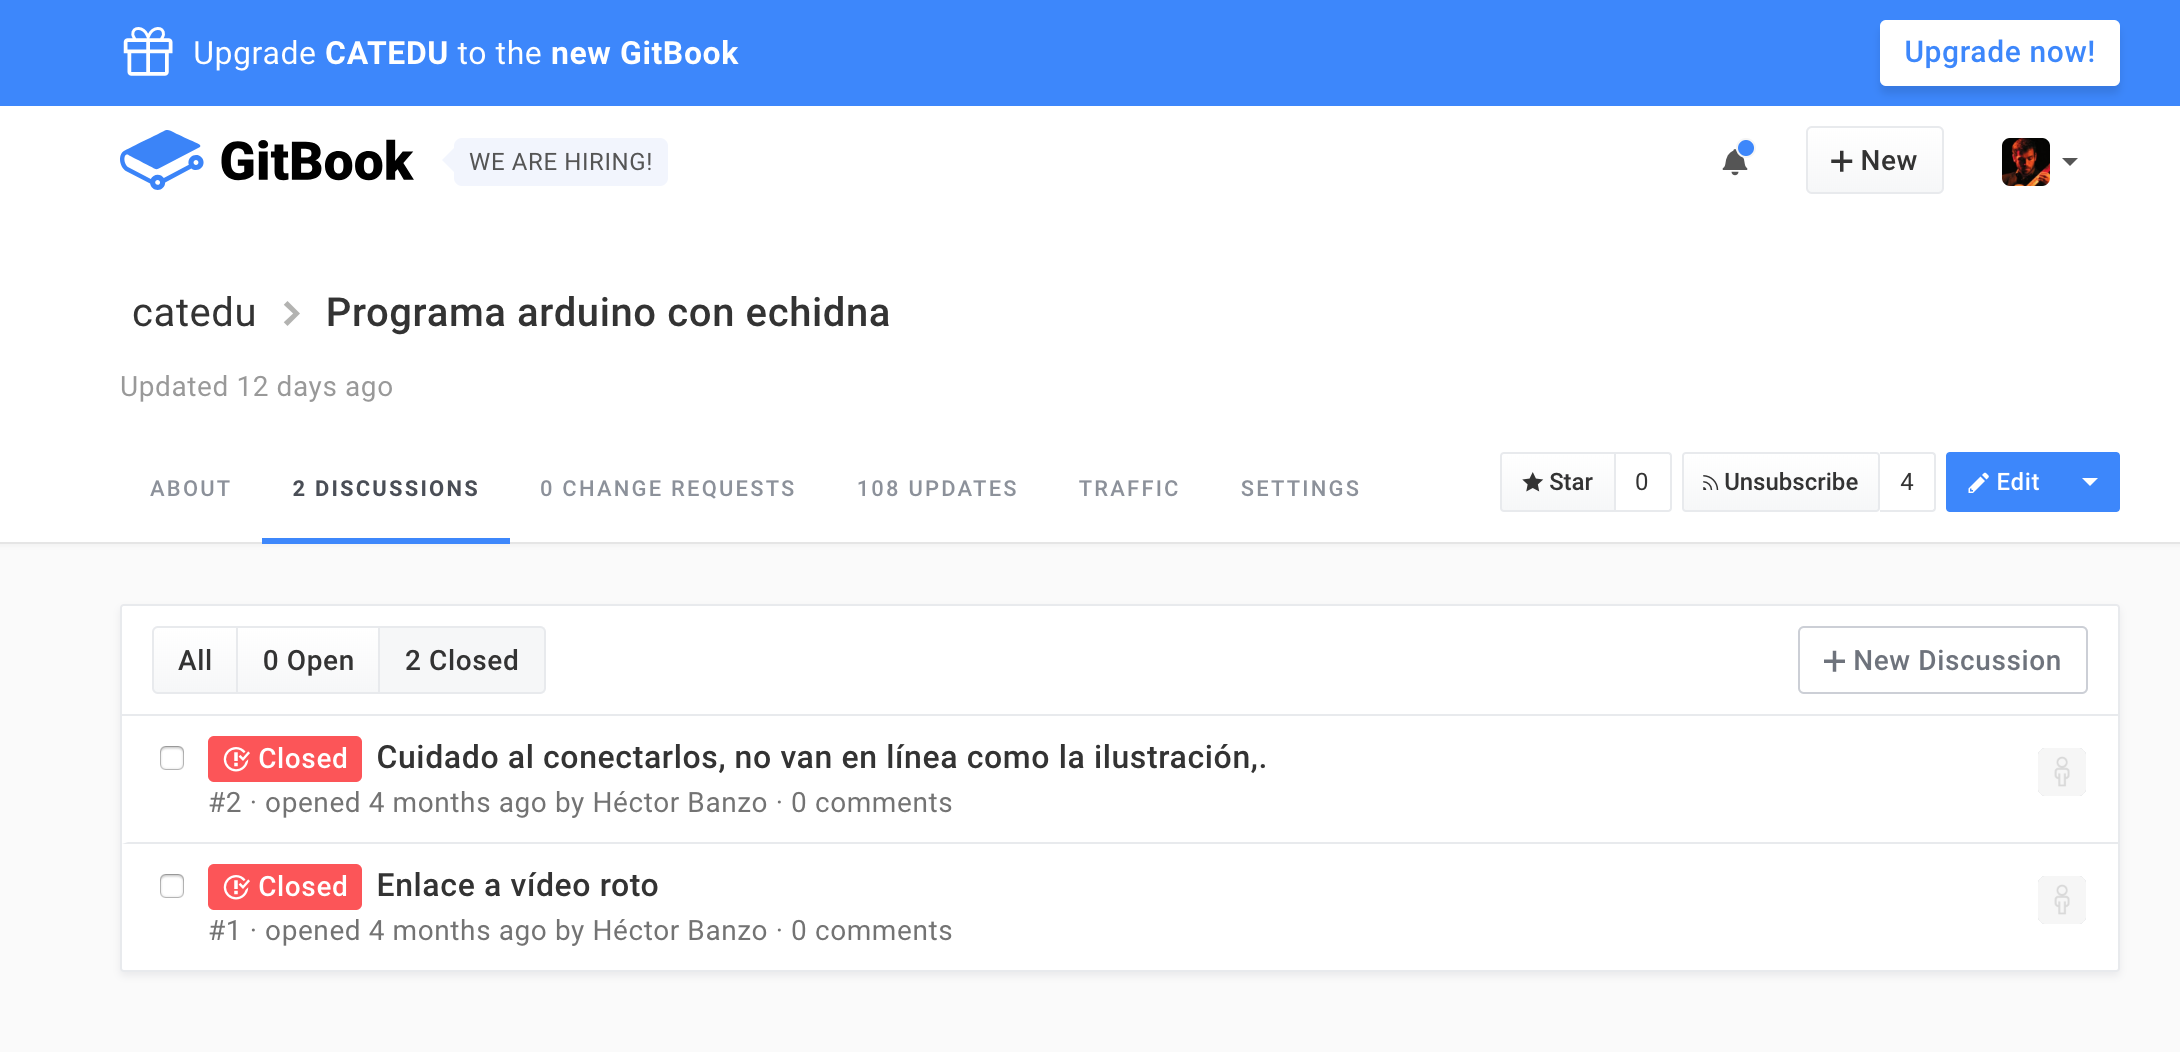 Upgrade CATEDU to the new GitBook
Upgrade now!
GitBook
WE ARE HIRING!
+ New
catedu > Programa arduino con echidna
Updated 12 days ago
ABOUT
2 DISCUSSIONS
0 CHANGE REQUESTS
108 UPDATES
TRAFFIC
SETTINGS
Star
0
Unsubscribe
4
Edit
All
0 Open
2 Closed
+ New Discussion
Closed Cuidado al conectarlos, no van en línea como la ilustración,.
#2 · opened 4 months ago by Héctor Banzo · 0 comments
Closed Enlace a vídeo roto
#1 · opened 4 months ago by Héctor Banzo · 0 comments